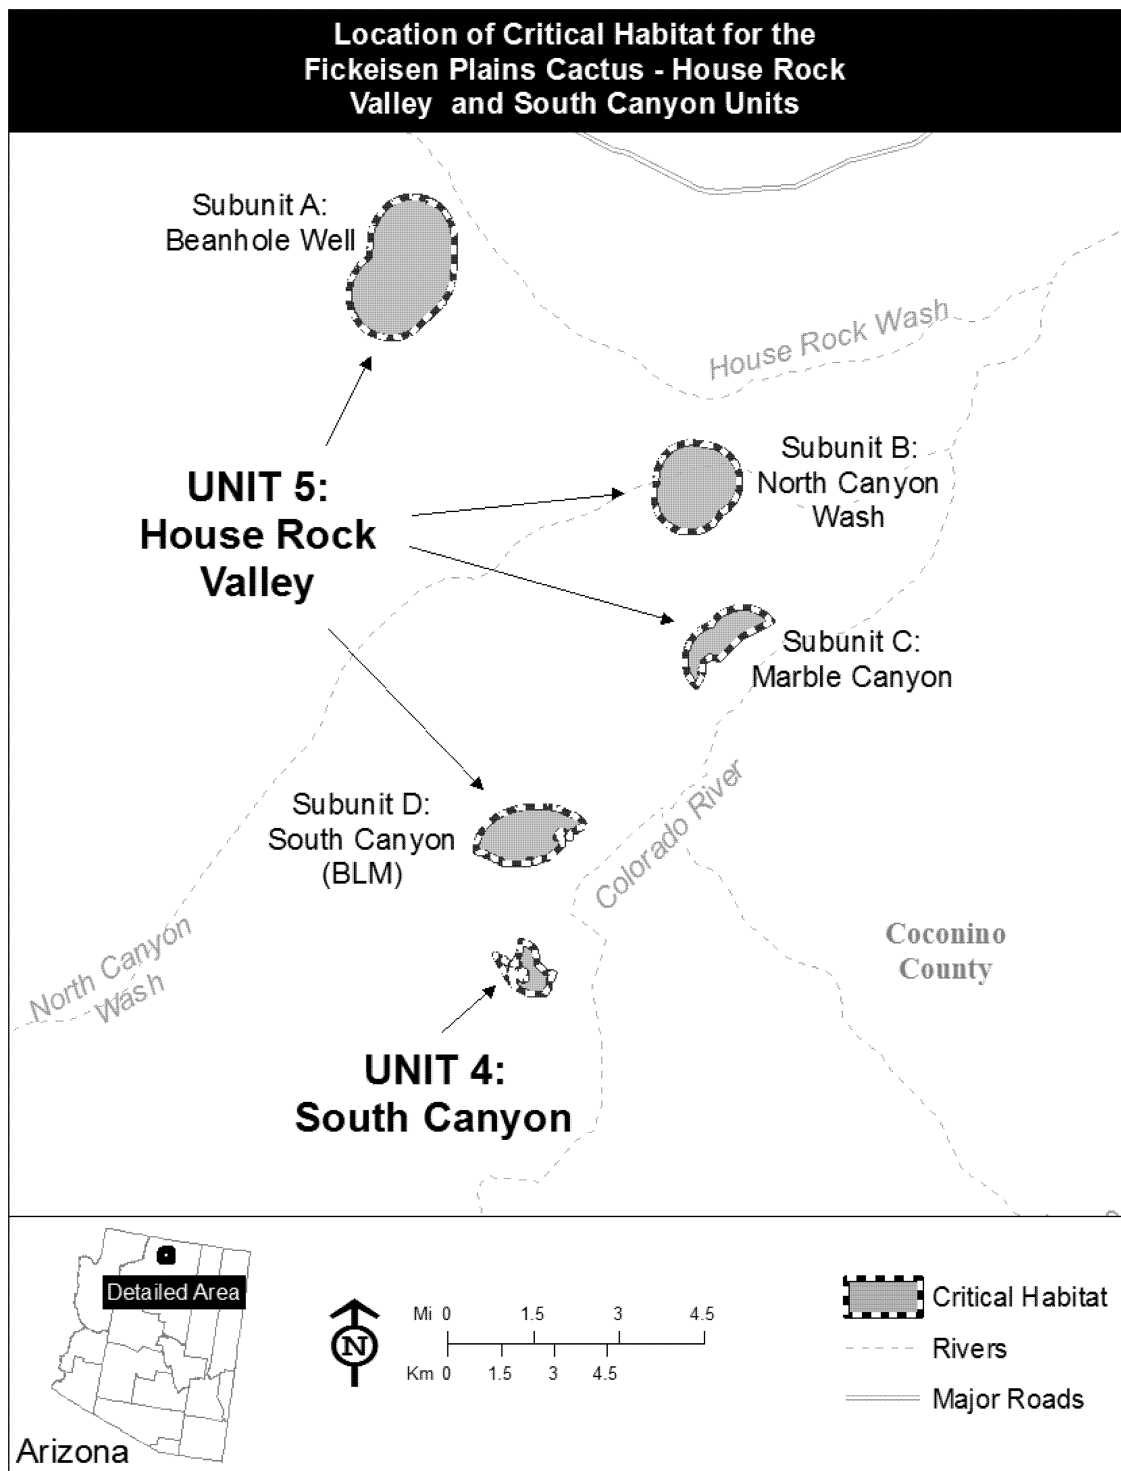 Location of Critical Habitat for the
Fickeisen Plains Cactus - House Rock
Valley and South Canyon Units
Subunit A:
Beanhole Well
House Rock Wash
UNIT 5:
House Rock
Valley
Subunit B:
North Canyon
Wash
Subunit C:
Marble Canyon
Subunit D:
South Canyon
(BLM)
Colorado River
North Canyon
Wash
Coconino
County
UNIT 4:
South Canyon
Detailed Area
Arizona
N
Mi 0 1.5 3 4.5
Km 0 1.5 3 4.5
Critical Habitat
Rivers
Major Roads